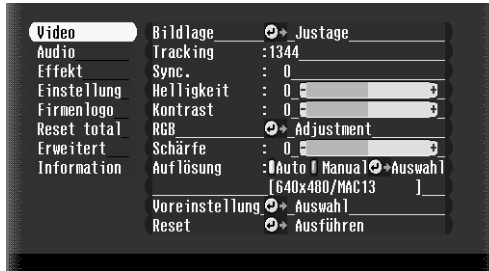 Video
Audio
Effekt
Einstellung
Firmenlogo
Reset total
Erweitert
Information
Bildlage Justage
Tracking :1344
Sync. : 0
Helligkeit : 0 - +
Kontrast : 0 - +
RGB Adjustment
Schärfe : 0 - +
Auflösung : Auto Manual Auswahl
[640x480/MAC13 ]
Voreinstellung Auswahl
Reset Ausführen